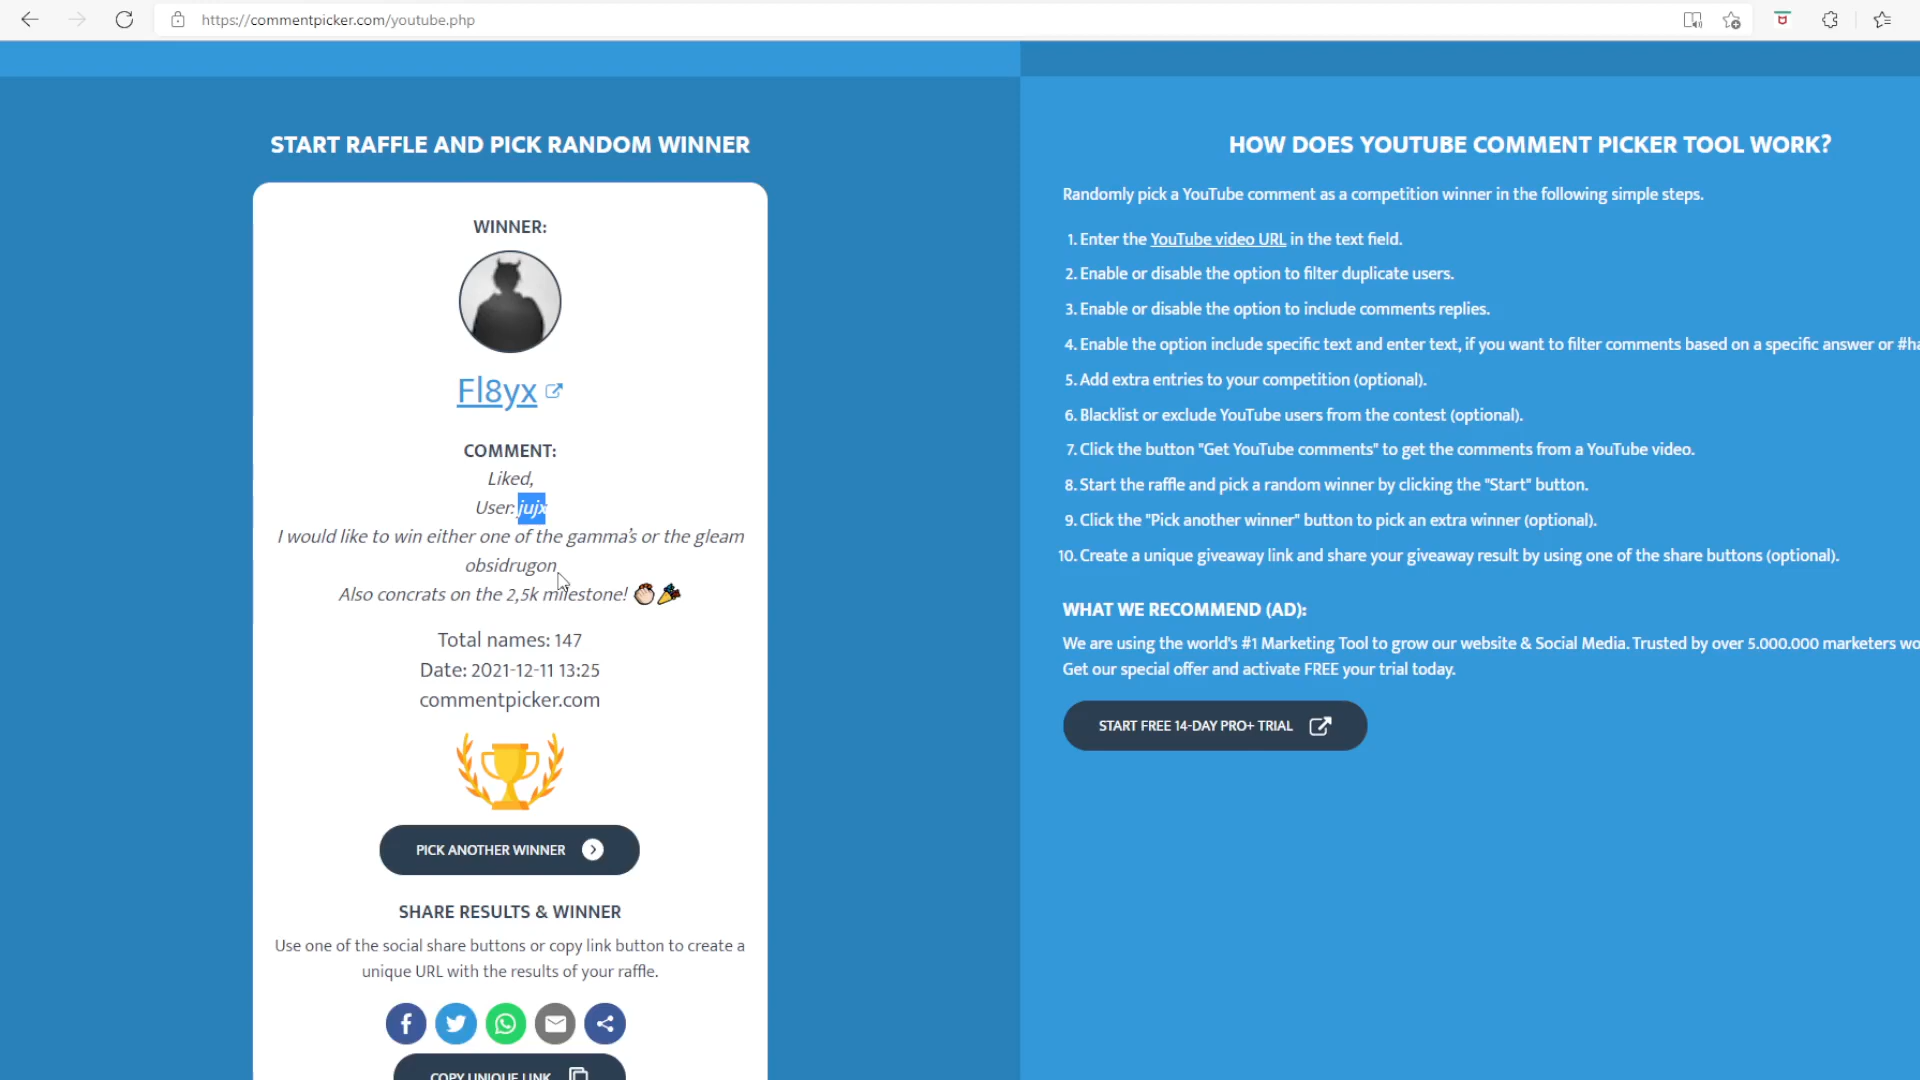 https://commentpicker.com/youtube.php
START RAFFLE AND PICK RANDOM WINNER
WINNER:
Fl8yx
COMMENT:
Liked,
User: jujx
I would like to win either one of the gamma's or the gleam
obsidrugon
Also concrats on the 2,5k milestone!
Total names: 147
Date: 2021-12-11 13:25
commentpicker.com
PICK ANOTHER WINNER
SHARE RESULTS & WINNER
Use one of the social share buttons or copy link button to create a
unique URL with the results of your raffle.
COPY UNIQUE LINK
HOW DOES YOUTUBE COMMENT PICKER TOOL WORK?
Randomly pick a YouTube comment as a competition winner in the following simple steps.
1. Enter the YouTube video URL in the text field.
2. Enable or disable the option to filter duplicate users.
3. Enable or disable the option to include comments replies.
4. Enable the option include specific text and enter text, if you want to filter comments based on a specific answer or #ha
5. Add extra entries to your competition (optional).
6. Blacklist or exclude YouTube users from the contest (optional).
7. Click the button "Get YouTube comments" to get the comments from a YouTube video.
8. Start the raffle and pick a random winner by clicking the "Start" button.
9. Click the "Pick another winner" button to pick an extra winner (optional).
10. Create a unique giveaway link and share your giveaway result by using one of the share buttons (optional).
WHAT WE RECOMMEND (AD):
We are using the world's #1 Marketing Tool to grow our website & Social Media. Trusted by over 5.000.000 marketers wo
Get our special offer and activate FREE your trial today.
START FREE 14-DAY PRO+ TRIAL